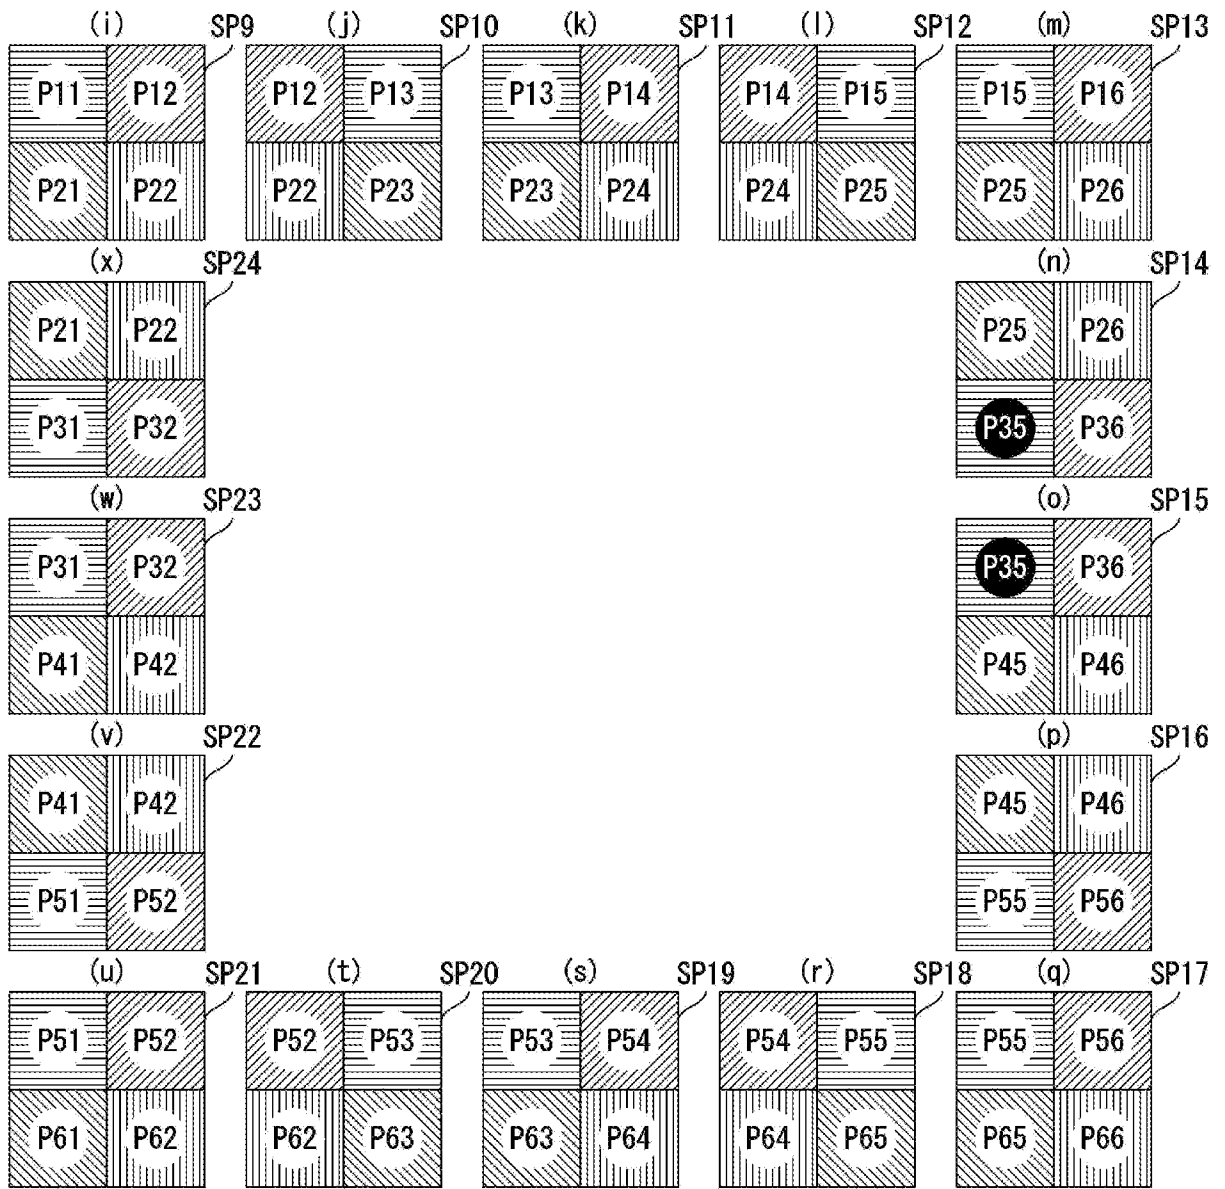 (i) SP9 (j) SP10 (k) SP11 (l) SP12 (m) SP13
P11 P12 P12 P13 P13 P14 P14 P15 P15 P16
P21 P22 P22 P23 P23 P24 P24 P25 P25 P26
(x) SP24 (n) SP14
P21 P22 P25 P26
P31 P32 P35 P36
(w) SP23 (o) SP15
P31 P32 P35 P36
P41 P42 P45 P46
(v) SP22 (p) SP16
P41 P42 P45 P46
P51 P52 P55 P56
(u) SP21 (t) SP20 (s) SP19 (r) SP18 (q) SP17
P51 P52 P52 P53 P53 P54 P54 P55 P55 P56
P61 P62 P62 P63 P63 P64 P64 P65 P65 P66